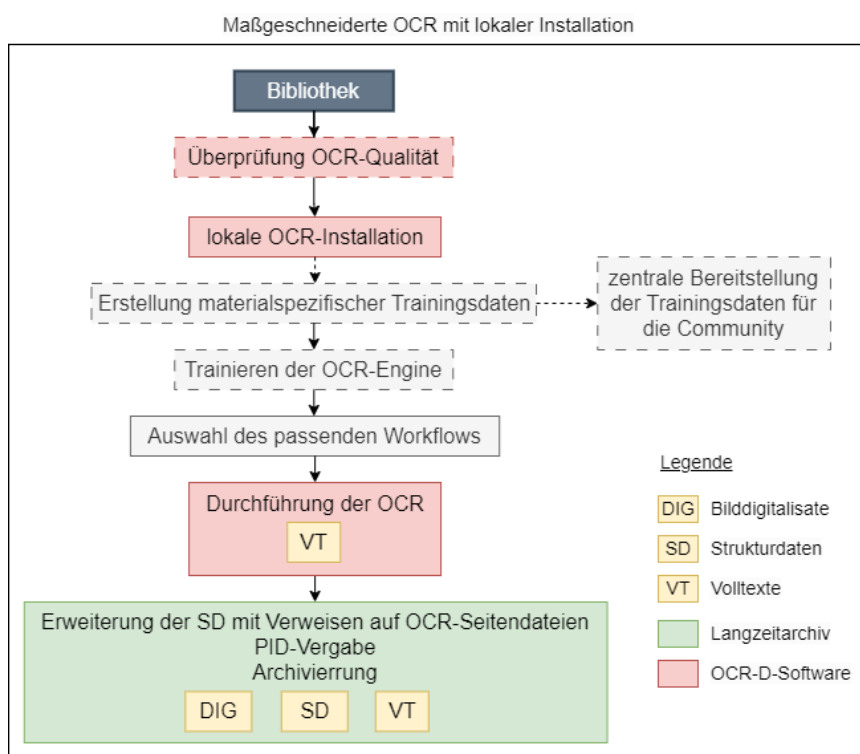 Maßgeschneiderte OCR mit lokaler Installation
Bibliothek
Überprüfung OCR-Qualität
lokale OCR-Installation
Erstellung materialspezifischer Trainingsdaten
zentrale Bereitstellung
der Trainingsdaten für
die Community
Trainieren der OCR-Engine
Auswahl des passenden Workflows
Durchführung der OCR
VT
Erweiterung der SD mit Verweisen auf OCR-Seitendateien
PID-Vergabe
Archivierrung
DIG SD VT
Legende
DIG Bilddigitalisate
SD Strukturdaten
VT Volltexte
Langzeitarchiv
OCR-D-Software